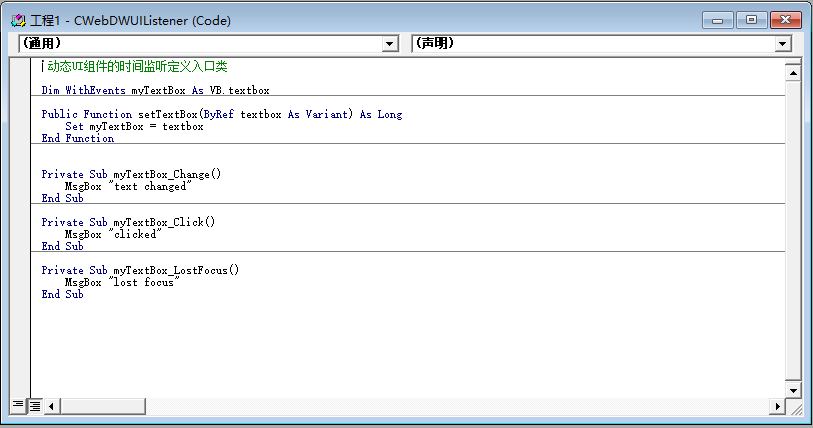 工程1 - CWebDWUIListener (Code)
(通用)
(声明)
'动态UI组件的时间监听定义入口类
Dim WithEvents myTextBox As VB.textbox
Public Function setTextBox(ByRef textbox As Variant) As Long
Set myTextBox = textbox
End Function
Private Sub myTextBox_Change()
MsgBox "text changed"
End Sub
Private Sub myTextBox_Click()
MsgBox "clicked"
End Sub
Private Sub myTextBox_LostFocus()
MsgBox "lost focus"
End Sub